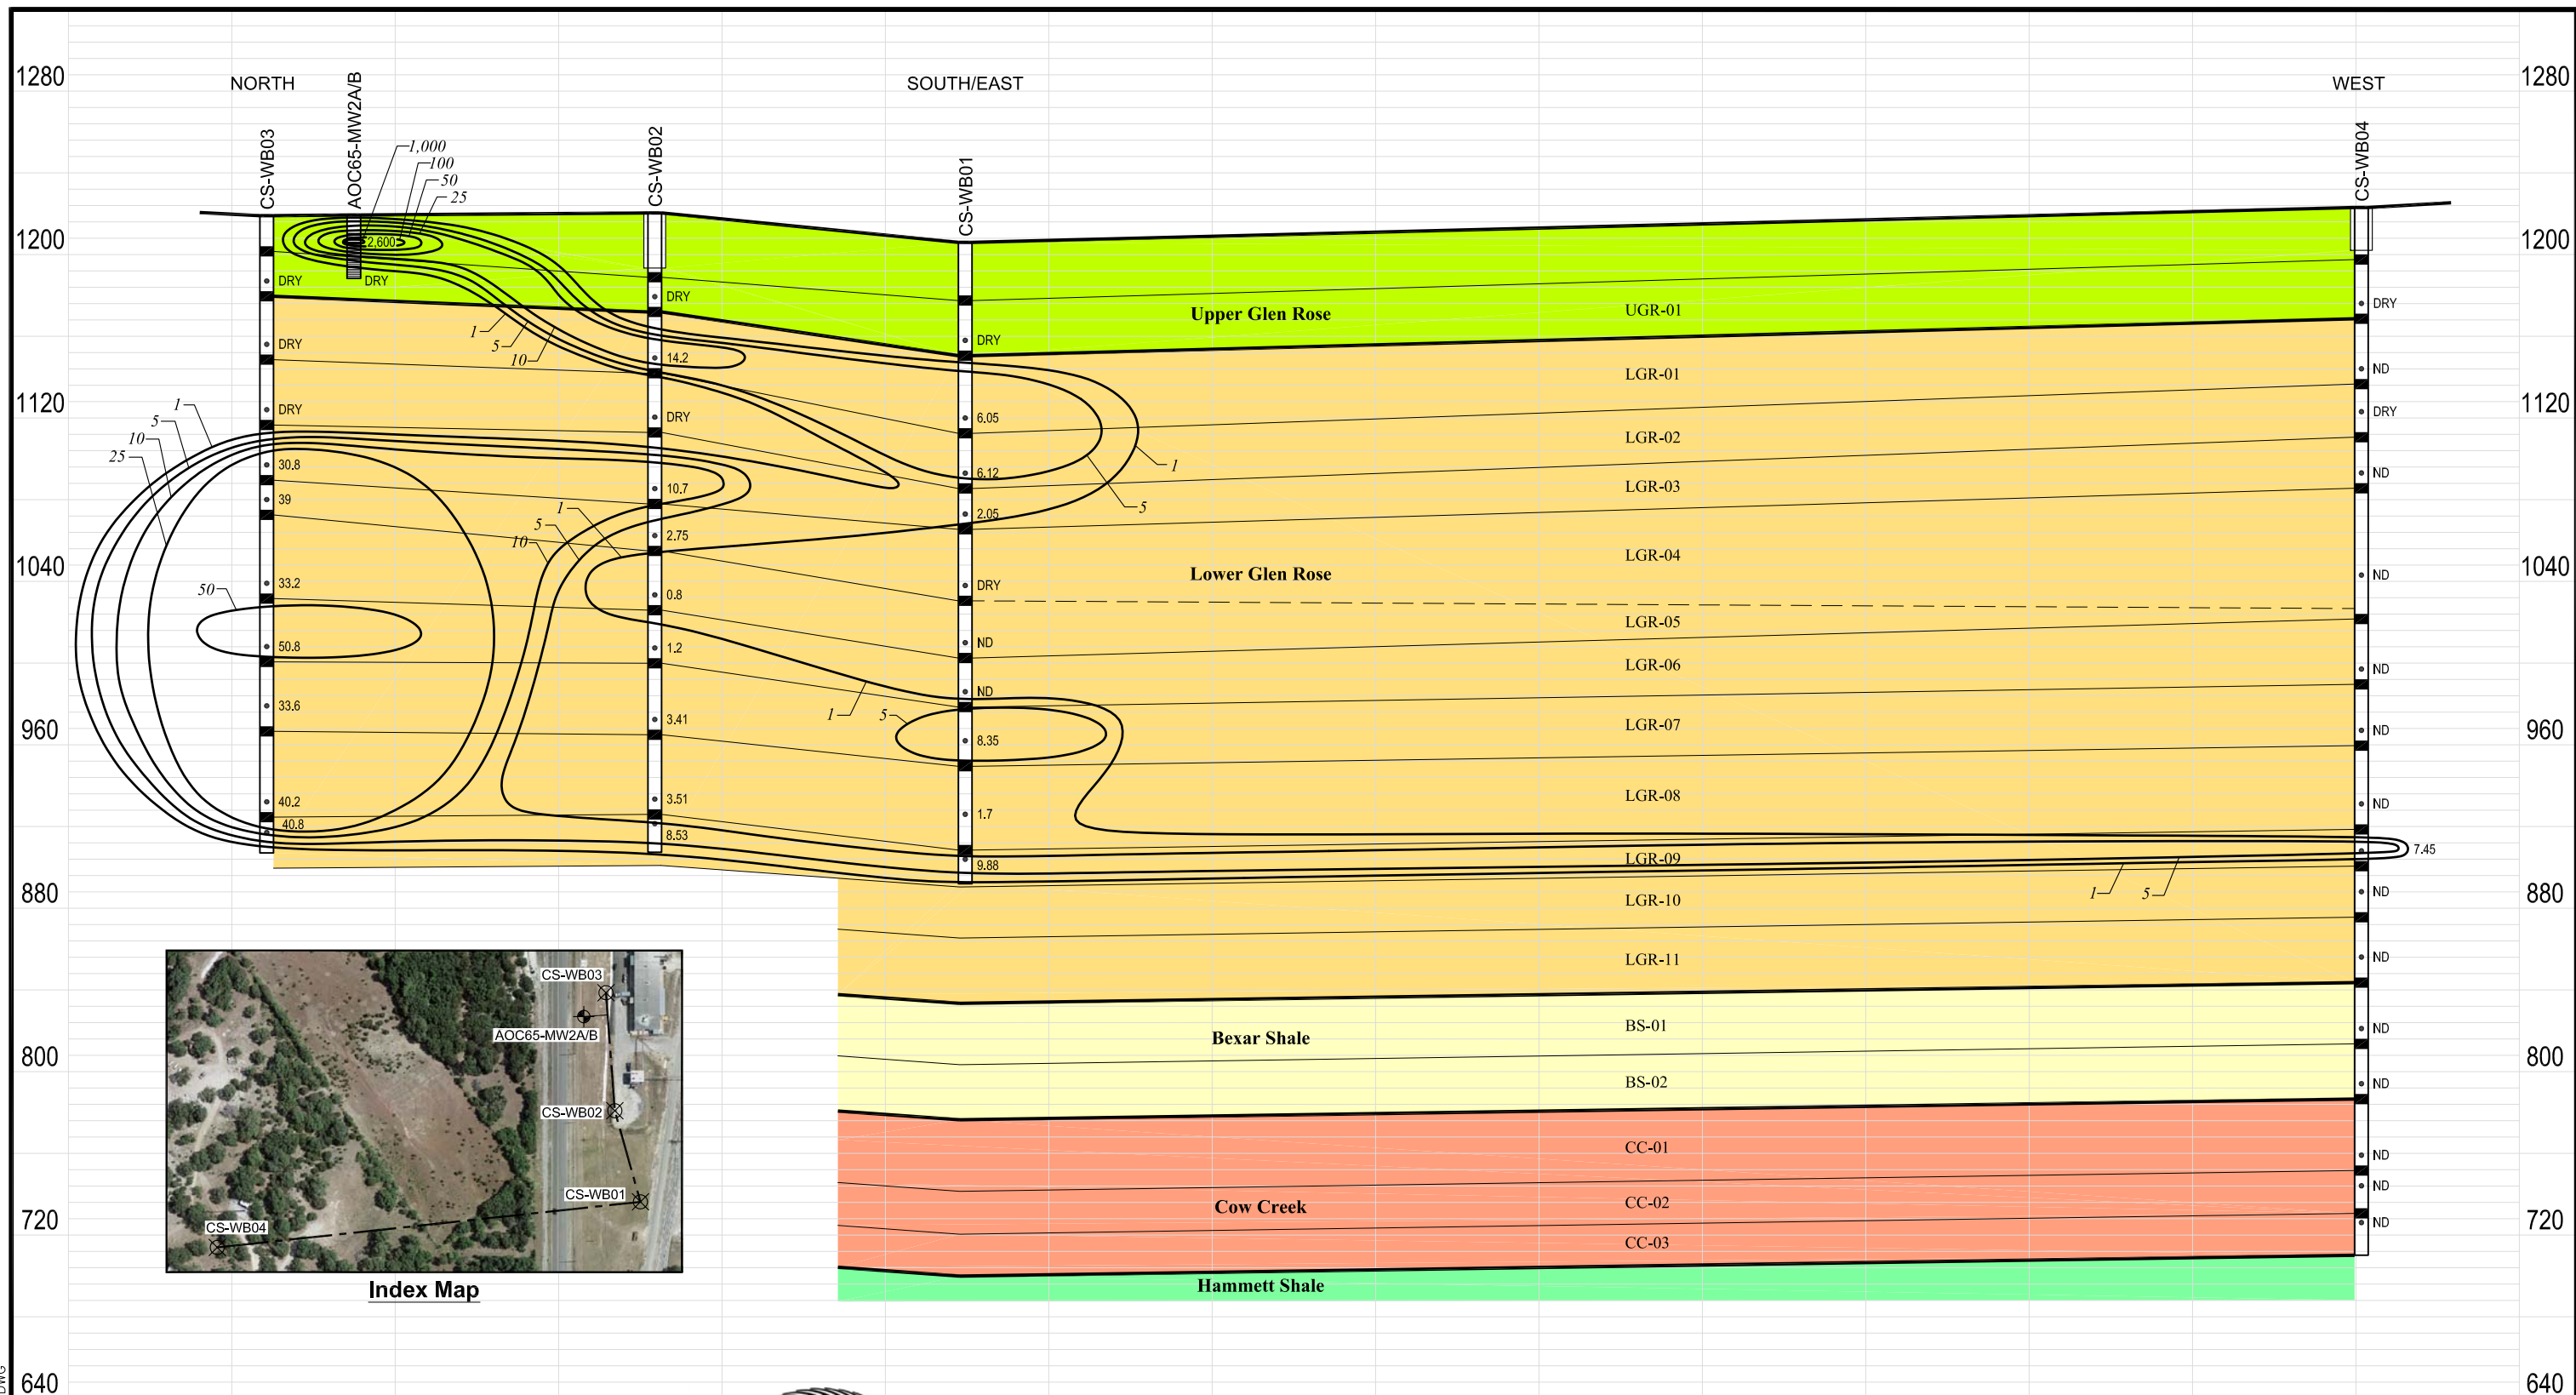 1280
1280
NORTH
SOUTH/EAST
WEST
CS-WB03
AOC65-MW2A/B
CS-WB02
CS-WB01
CS-WB04
1,000
100
50
25
1200
1200
2,600
DRY
DRY
DRY
DRY
DRY
Upper Glen Rose
UGR-01
1
5
10
DRY
14.2
ND
LGR-01
1120
1120
1
5
10
25
DRY
DRY
6.05
DRY
LGR-02
30.8
6.12
1
ND
39
10.7
LGR-03
5
1
5
10
2.05
2.75
LGR-04
1040
1040
Lower Glen Rose
33.2
50
0.8
DRY
ND
LGR-05
50.8
1.2
ND
LGR-06
ND
33.6
1
5
3.41
ND
LGR-07
960
960
8.35
ND
40.2
3.51
LGR-08
ND
40.8
8.53
1.7
9.88
LGR-09
7.45
1
5
880
880
LGR-10
ND
LGR-11
ND
CS-WB03
AOC65-MW2A/B
CS-WB02
CS-WB01
CS-WB04
Index Map
Bexar Shale
BS-01
ND
800
800
BS-02
ND
CC-01
ND
Cow Creek
CC-02
ND
720
720
CC-03
ND
Hammett Shale
640
640